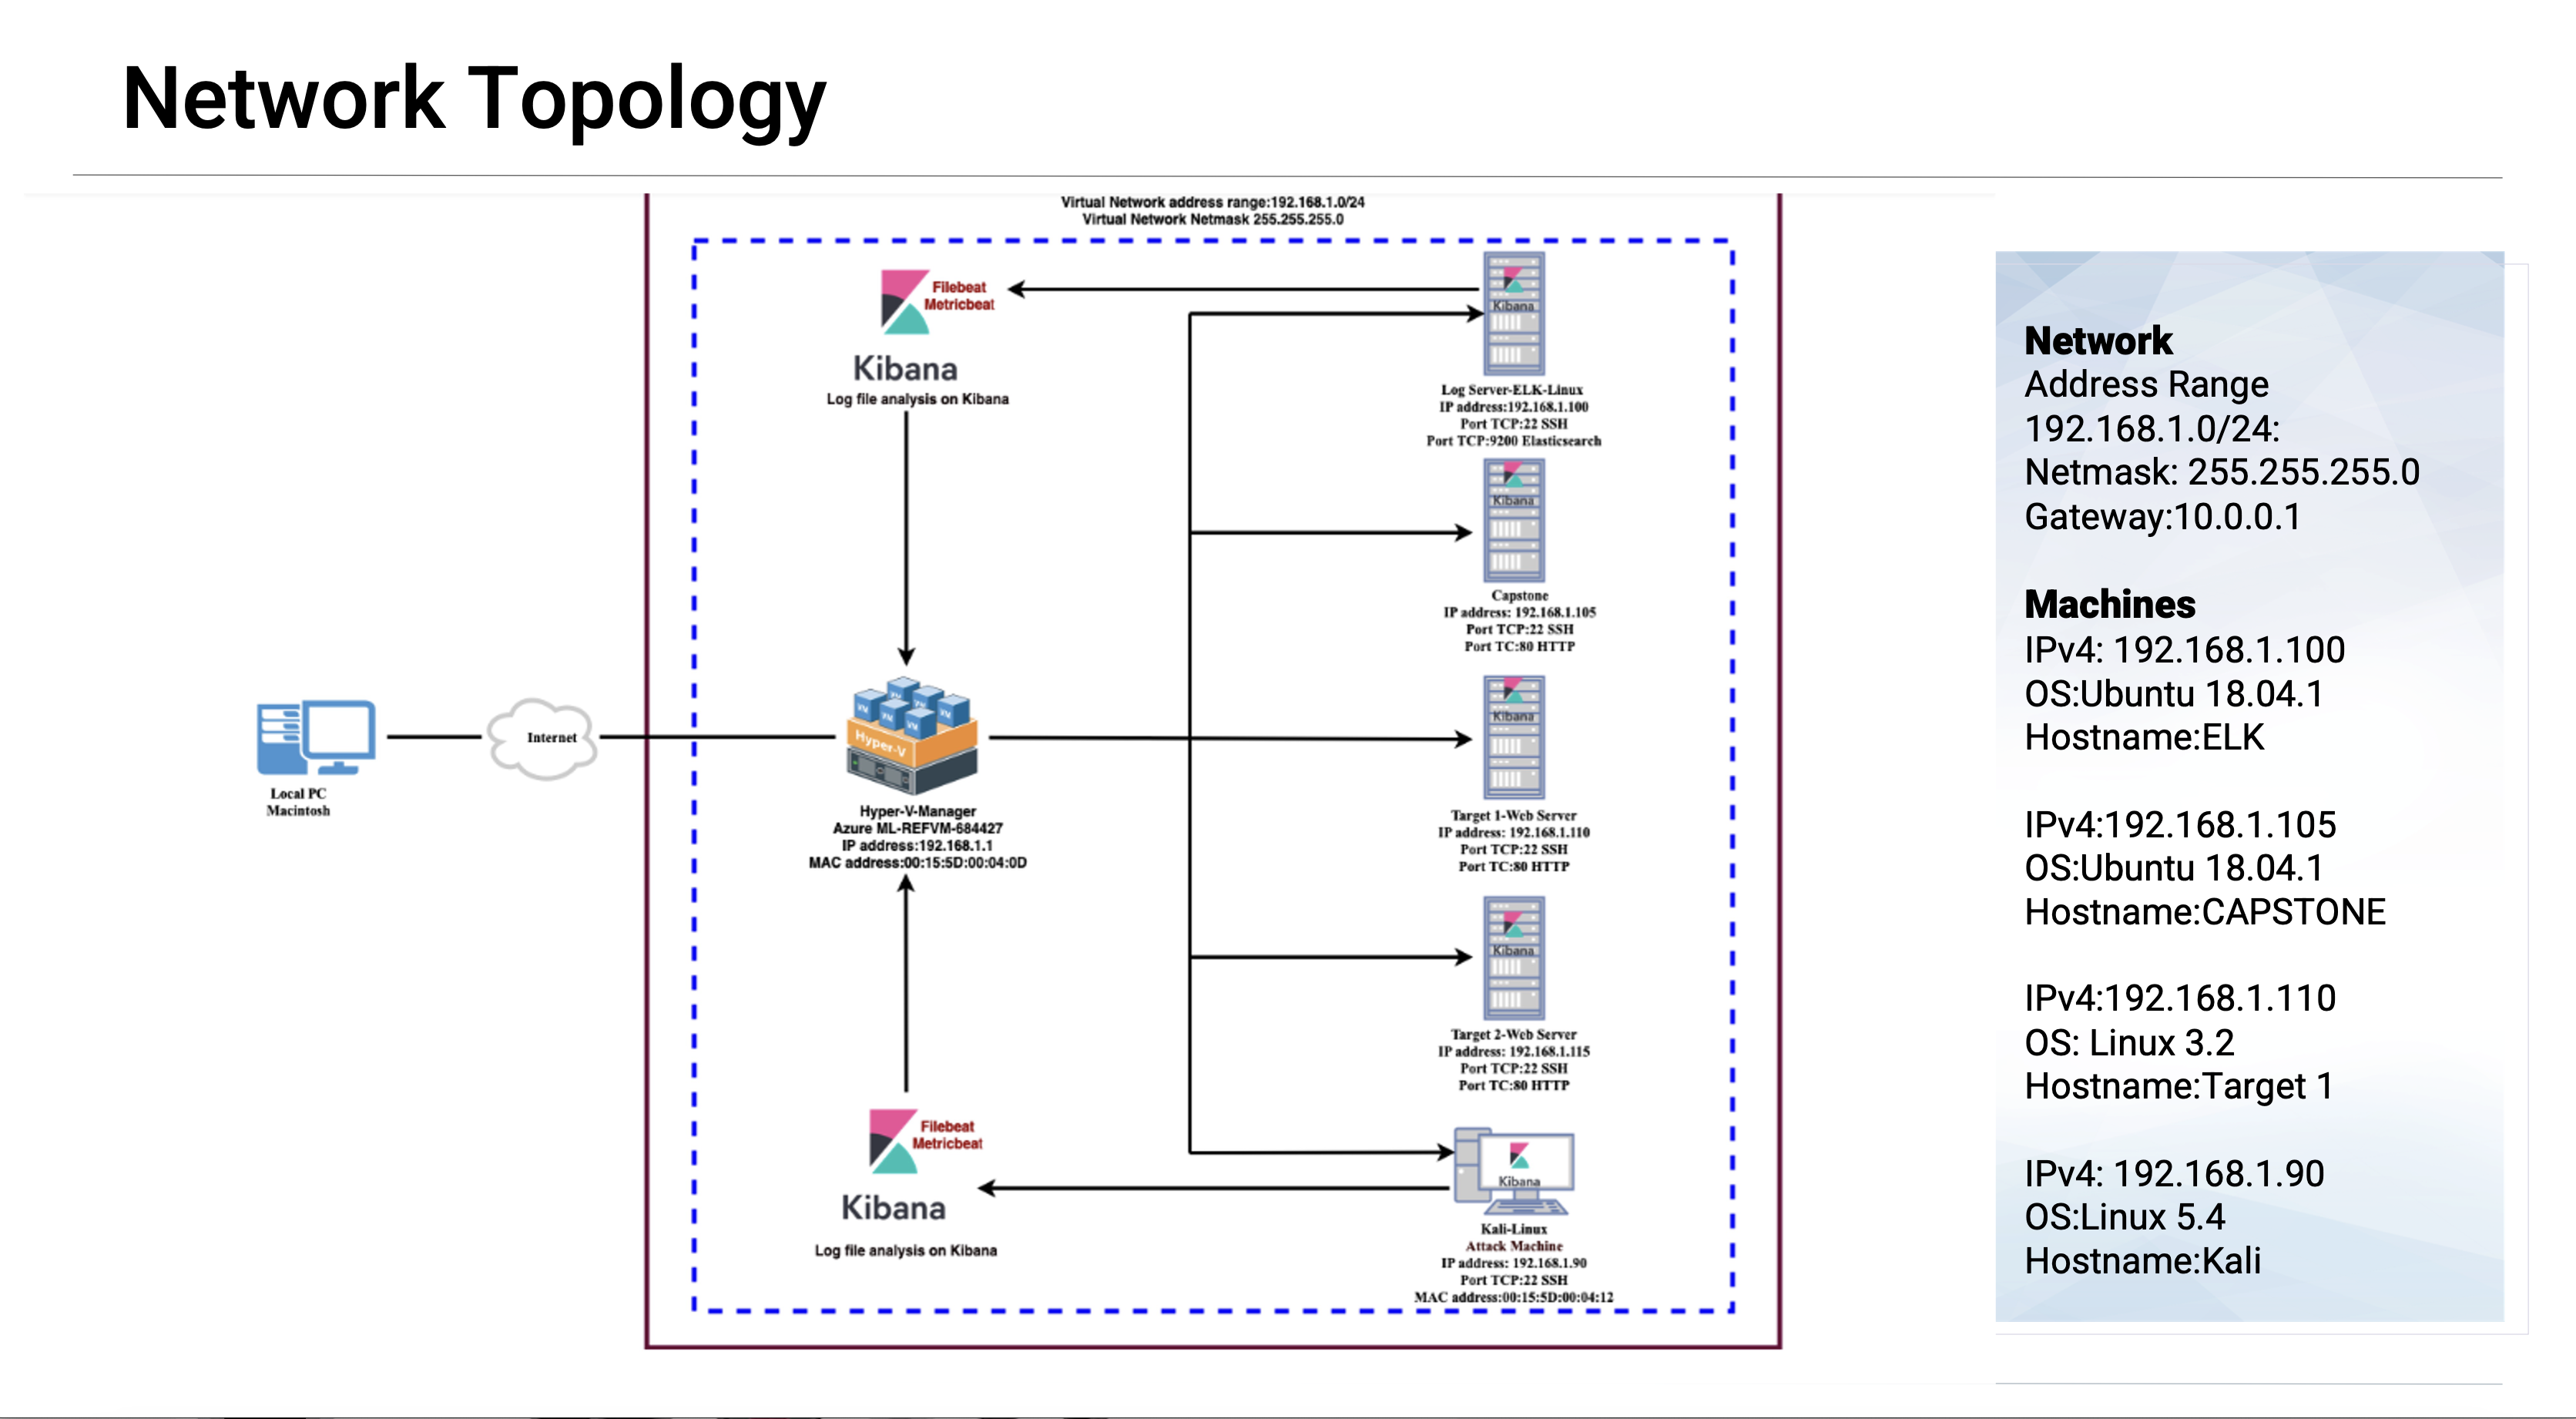 Network Topology
Virtual Network address range:192.168.1.0/24
Virtual Network Netmask 255.255.255.0
Filebeat
Metricbeat
Kibana
Log file analysis on Kibana
Kibana
Log Server-ELK-Linux
IP address:192.168.1.100
Port TCP:22 SSH
Port TCP:9200 Elasticsearch
Kibana
Capstone
IP address: 192.168.1.105
Port TCP:22 SSH
Port TC:80 HTTP
Local PC
Macintosh
Internet
VM
VM
VM
VM
VM
VM
Hyper-V
Hyper-V-Manager
Azure ML-REFVM-684427
IP address:192.168.1.1
MAC address:00:15:5D:00:04:0D
Kibana
Target 1-Web Server
IP address: 192.168.1.110
Port TCP:22 SSH
Port TC:80 HTTP
Kibana
Target 2-Web Server
IP address: 192.168.1.115
Port TCP:22 SSH
Port TC:80 HTTP
Filebeat
Metricbeat
Kibana
Log file analysis on Kibana
Kibana
Kali-Linux
Attack Machine
IP address: 192.168.1.90
Port TCP:22 SSH
MAC address:00:15:5D:00:04:12
Network
Address Range
192.168.1.0/24:
Netmask: 255.255.255.0
Gateway:10.0.0.1
Machines
IPv4: 192.168.1.100
OS:Ubuntu 18.04.1
Hostname:ELK
IPv4:192.168.1.105
OS:Ubuntu 18.04.1
Hostname:CAPSTONE
IPv4:192.168.1.110
OS: Linux 3.2
Hostname:Target 1
IPv4: 192.168.1.90
OS:Linux 5.4
Hostname:Kali